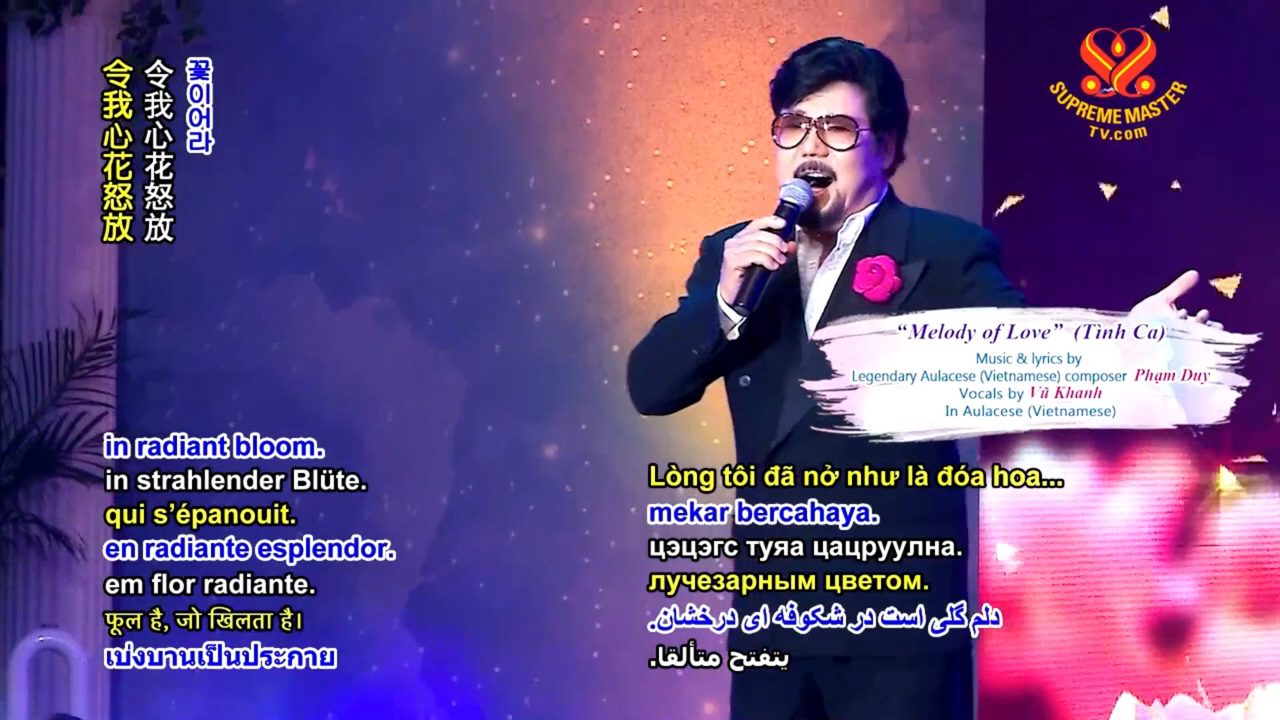 令我心花怒放
令我心花怒放
꽃이어라
SUPREME MASTER
TV.com
“Melody of Love” (Tình Ca)
Music & lyrics by
Legendary Aulacese (Vietnamese) composer Phạm Duy
Vocals by Vũ Khanh
In Aulacese (Vietnamese)
in radiant bloom.
in strahlender Blüte.
qui s’épanouit.
en radiante esplendor.
em flor radiante.
फूल है, जो खिलता है।
เบ่งบานเป็นประกาย
Lòng tôi đã nở như là đóa hoa...
mekar bercahaya.
цэцэгс туяа цацруулна.
лучезарным цветом.
دلم گلی است در شکوفه ای درخشان.
يتفتح متألقا.